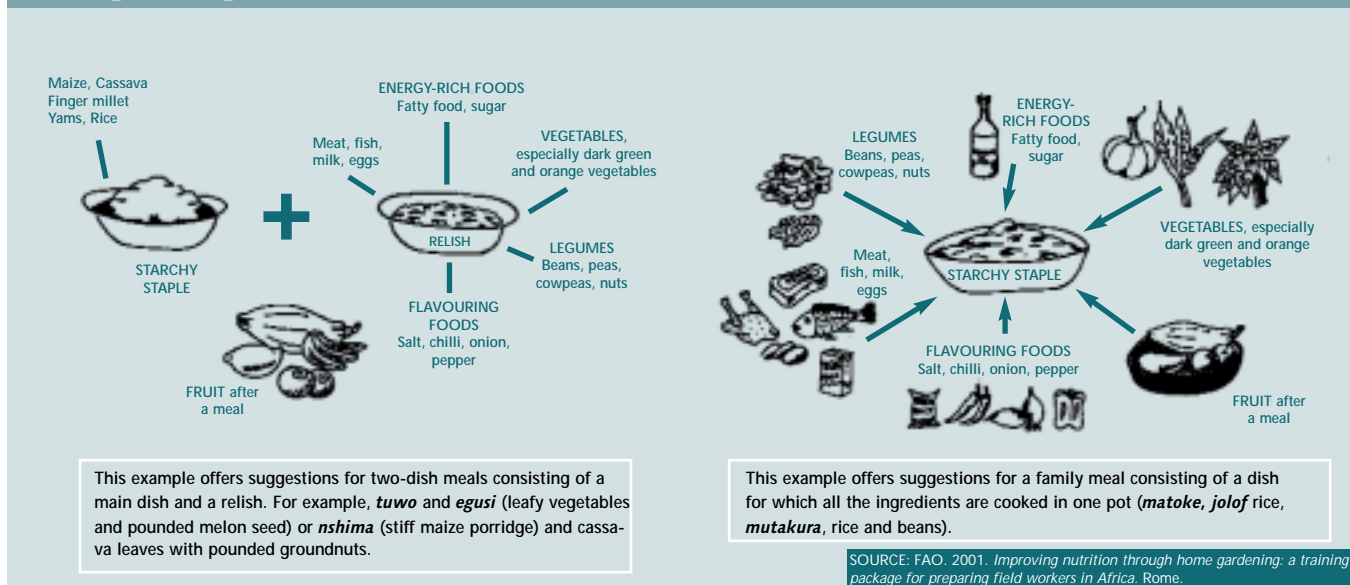 Maize, Cassava
Finger millet
Yams, Rice
STARCHY
STAPLE
Meat, fish,
milk, eggs
ENERGY-RICH FOODS
Fatty food, sugar
VEGETABLES,
especially dark green
and orange vegetables
RELISH
LEGUMES
Beans, peas,
cowpeas, nuts
FLAVOURING
FOODS
Salt, chilli, onion,
pepper
FRUIT after
a meal
This example offers suggestions for two-dish meals consisting of a
main dish and a relish. For example, tuwo and egusi (leafy vegetables
and pounded melon seed) or nshima (stiff maize porridge) and cassa-
va leaves with pounded groundnuts.
LEGUMES
Beans, peas,
cowpeas, nuts
ENERGY-
RICH FOODS
Fatty food,
sugar
VEGETABLES, especially
dark green and orange
vegetables
Meat,
fish, milk,
eggs
STARCHY STAPLE
FLAVOURING FOODS
Salt, chilli, onion, pepper
FRUIT after
a meal
This example offers suggestions for a family meal consisting of a dish
for which all the ingredients are cooked in one pot (matoke, jolof rice,
mutakura, rice and beans).
SOURCE: FAO. 2001. Improving nutrition through home gardening: a training
package for preparing field workers in Africa. Rome.